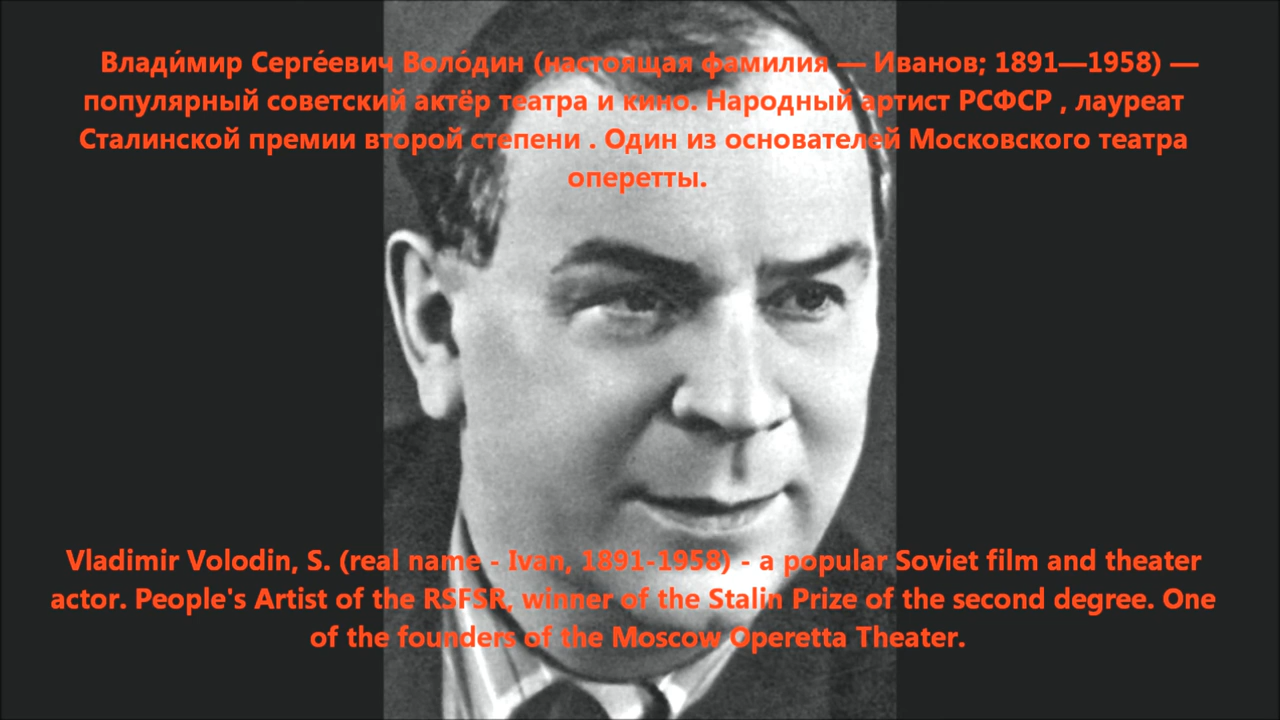 Влади́мир Серге́евич Воло́дин (настоящая фамилия — Иванов; 1891—1958) —
популярный советский актёр театра и кино. Народный артист РСФСР , лауреат
Сталинской премии второй степени . Один из основателей Московского театра
оперетты.
Vladimir Volodin, S. (real name - Ivan, 1891-1958) - a popular Soviet film and theater
actor. People's Artist of the RSFSR, winner of the Stalin Prize of the second degree. One
of the founders of the Moscow Operetta Theater.